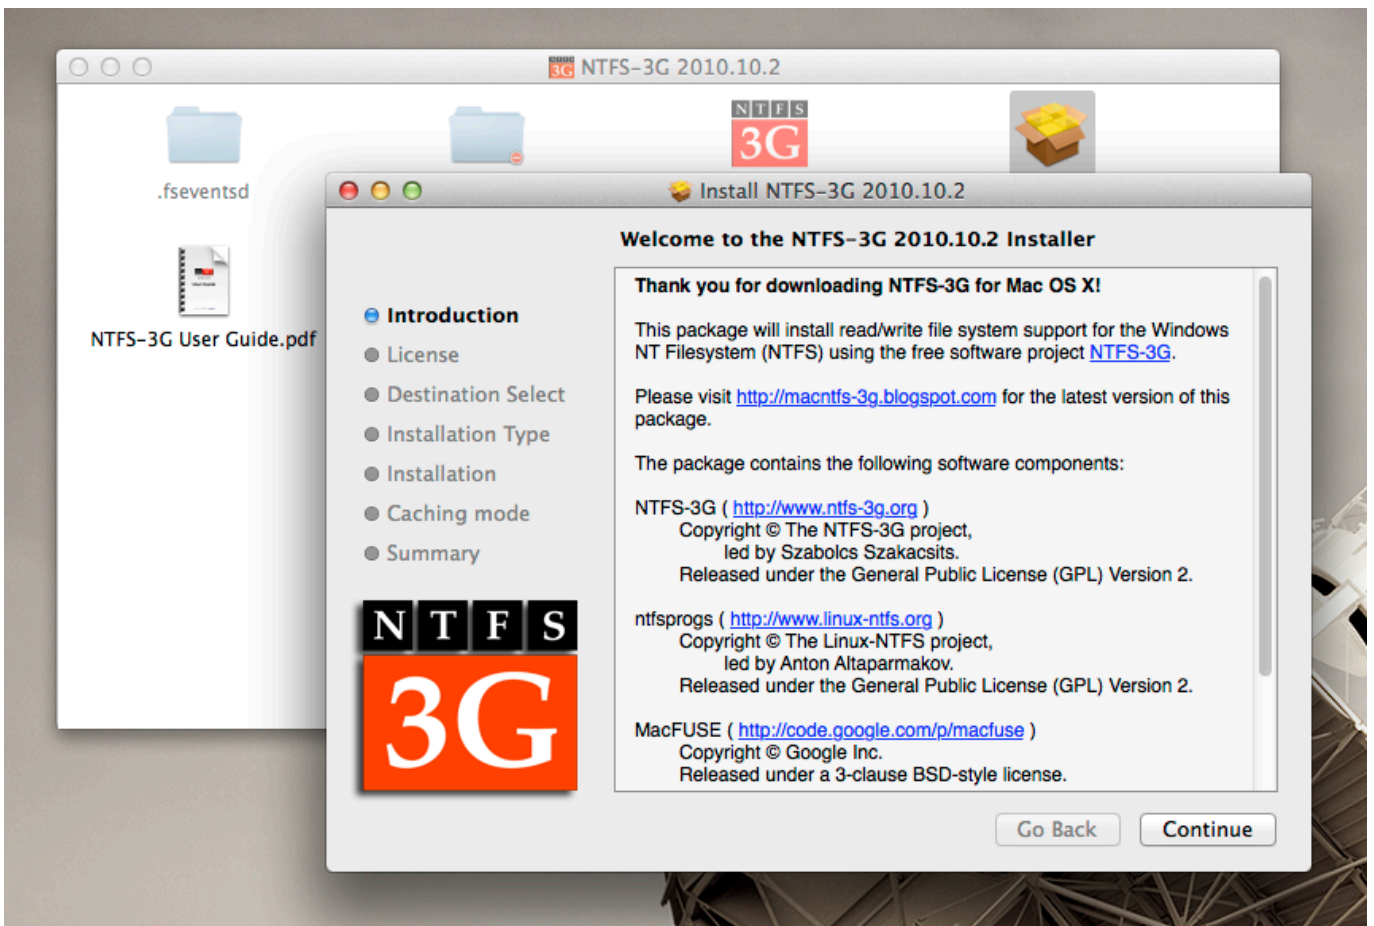 NTFS
3G
NTFS-3G 2010.10.2
NTFS
3G
.fseventsd
NTFS-3G User Guide.pdf
Install NTFS-3G 2010.10.2
Welcome to the NTFS-3G 2010.10.2 Installer
Introduction
License
Destination Select
Installation Type
Installation
Caching mode
Summary
NTFS
3G
Thank you for downloading NTFS-3G for Mac OS X!
This package will install read/write file system support for the Windows
NT Filesystem (NTFS) using the free software project NTFS-3G.
Please visit http://macntfs-3g.blogspot.com for the latest version of this
package.
The package contains the following software components:
NTFS-3G ( http://www.ntfs-3g.org )
Copyright © The NTFS-3G project,
led by Szabolcs Szakacsits.
Released under the General Public License (GPL) Version 2.
ntfsprogs ( http://www.linux-ntfs.org )
Copyright © The Linux-NTFS project,
led by Anton Altaparmakov.
Released under the General Public License (GPL) Version 2.
MacFUSE ( http://code.google.com/p/macfuse )
Copyright © Google Inc.
Released under a 3-clause BSD-style license.
Go Back
Continue